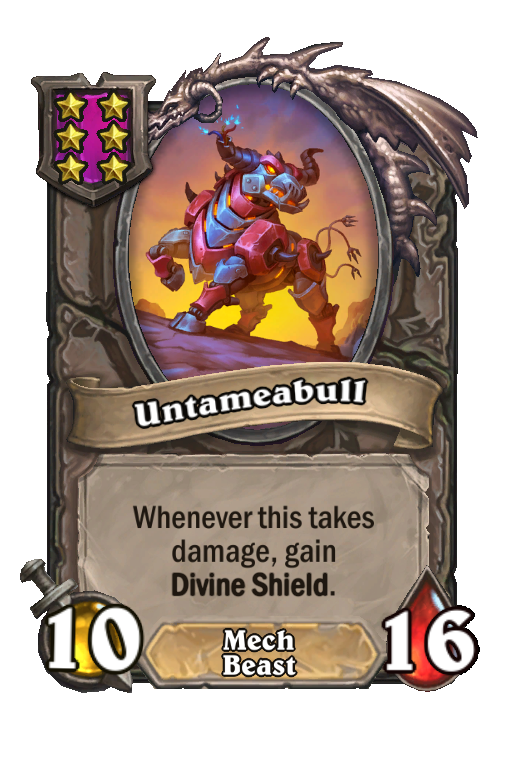 Untameabull
Whenever this takes
damage, gain
Divine Shield.
10
Mech
Beast
16